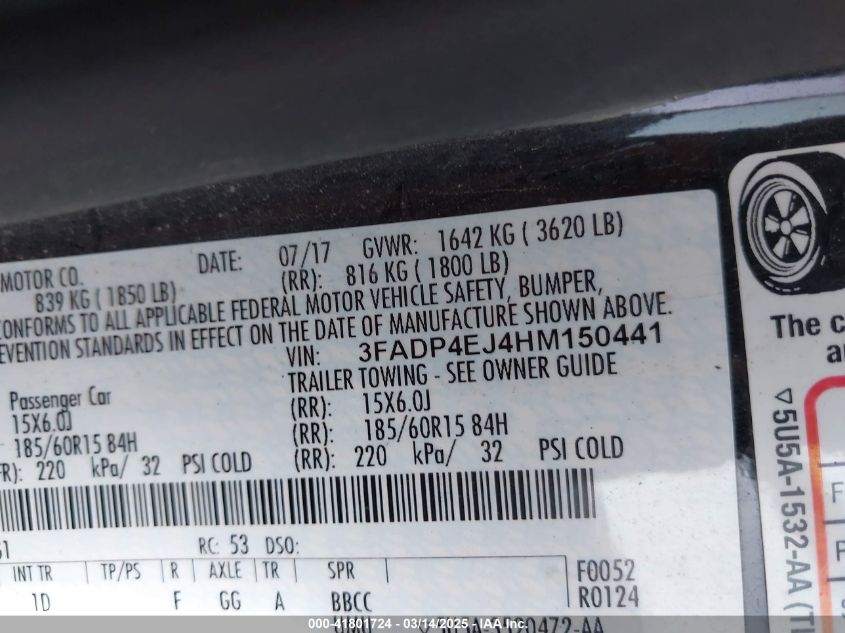 MOTOR CO. DATE: 07/17 GVWR: 1642 KG ( 3620 LB)
839 KG ( 1850 LB) (RR): 816 KG ( 1800 LB)
CONFORMS TO ALL APPLICABLE FEDERAL MOTOR VEHICLE SAFETY, BUMPER,
EVENTION STANDARDS IN EFFECT ON THE DATE OF MANUFACTURE SHOWN ABOVE.
VIN: 3FADP4EJ4HM150441
TRAILER TOWING - SEE OWNER GUIDE
Passenger Car
15X6.0J (RR): 15X6.0J
185/60R15 84H (RR): 185/60R15 84H
FR): 220 kPa/ 32 PSI COLD (RR): 220 kPa/ 32 PSI COLD
RC: 53 DSO:
INT TR TP/PS R AXLE TR SPR F0052
1D F GG A BBCC R0124
The c
5U5A-1532-AA (TI
000-41801724 - 03/14/2025 - IAA Inc.